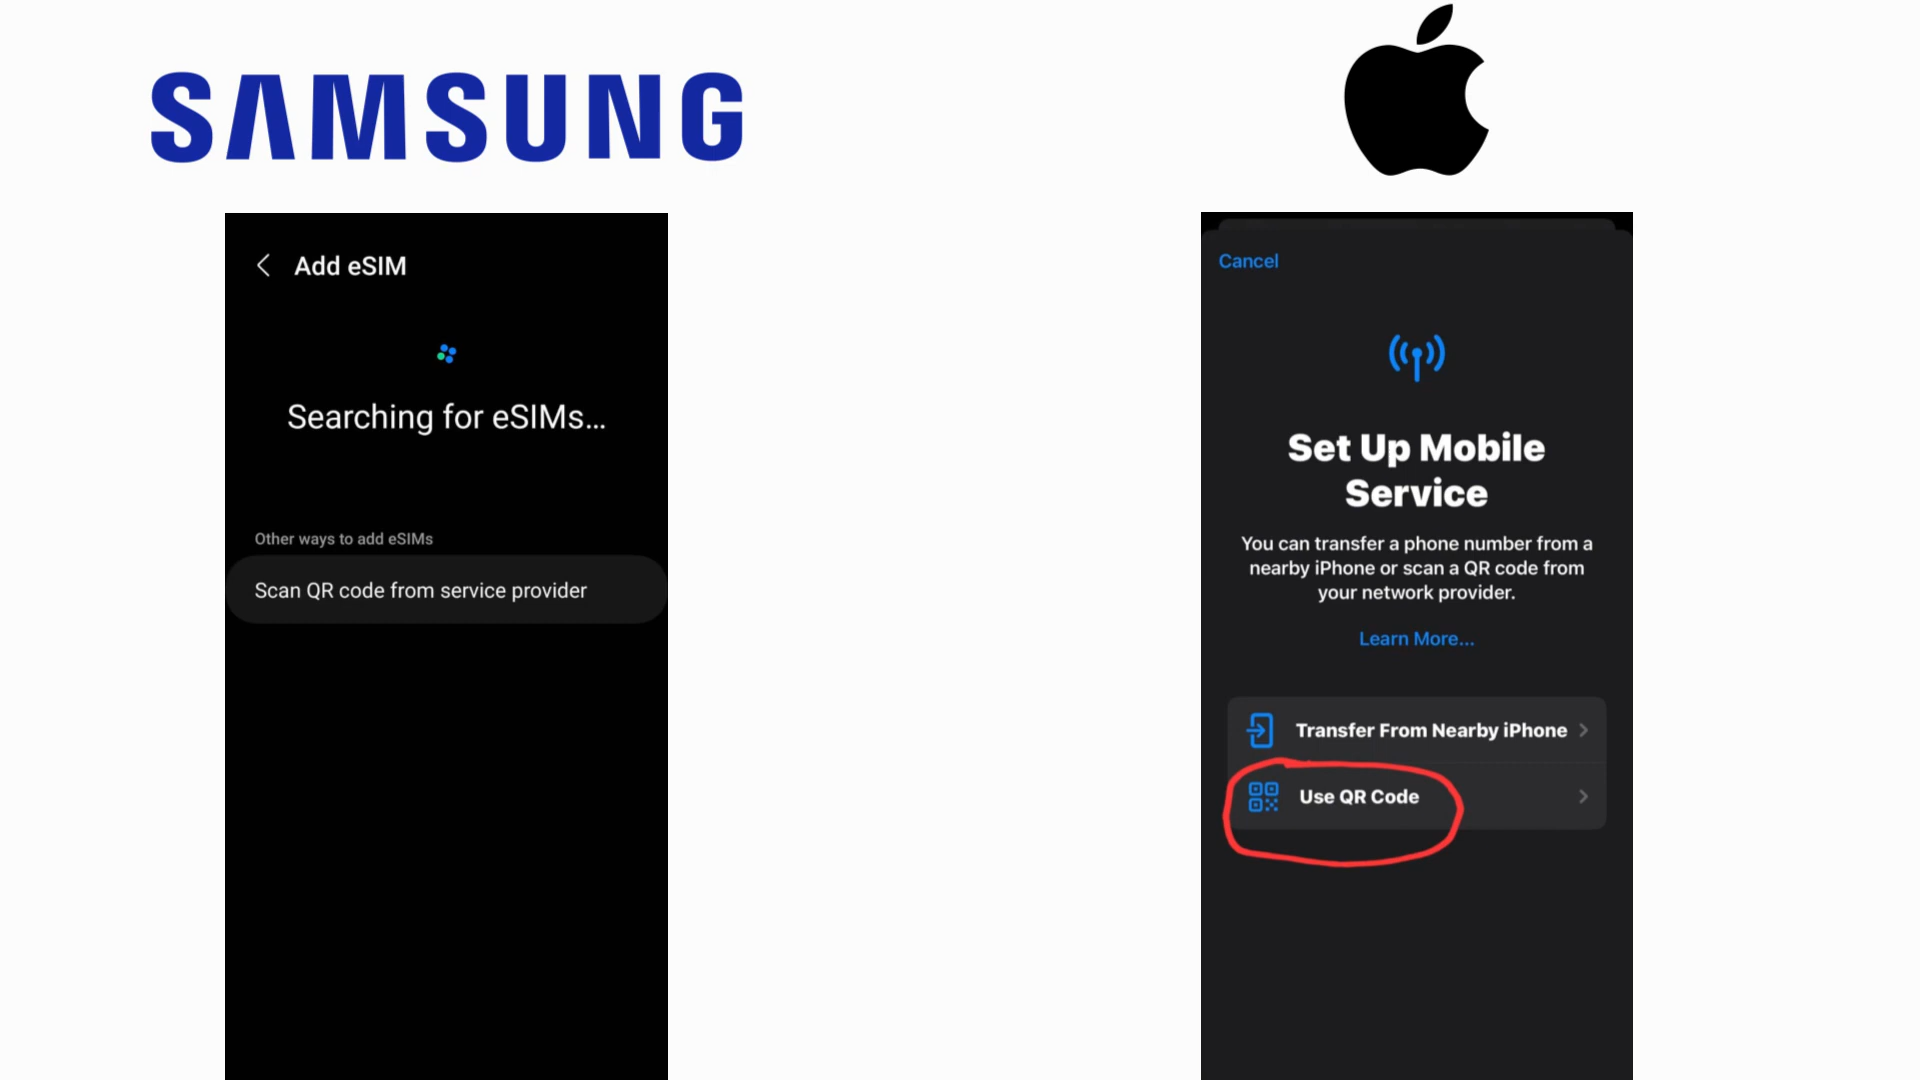 SAMSUNG
Add eSIM
Searching for eSIMs...
Other ways to add eSIMs
Scan QR code from service provider
Cancel
Set Up Mobile
Service
You can transfer a phone number from a
nearby iPhone or scan a QR code from
your network provider.
Learn More...
Transfer From Nearby iPhone
Use QR Code